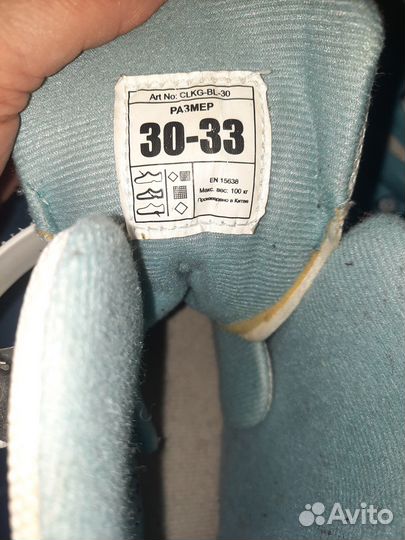 Art No: CLKG-BL-30
РАЗМЕР
30-33
EN 15638
Макс. вес: 100 кг
Произведено в Китае
Avito